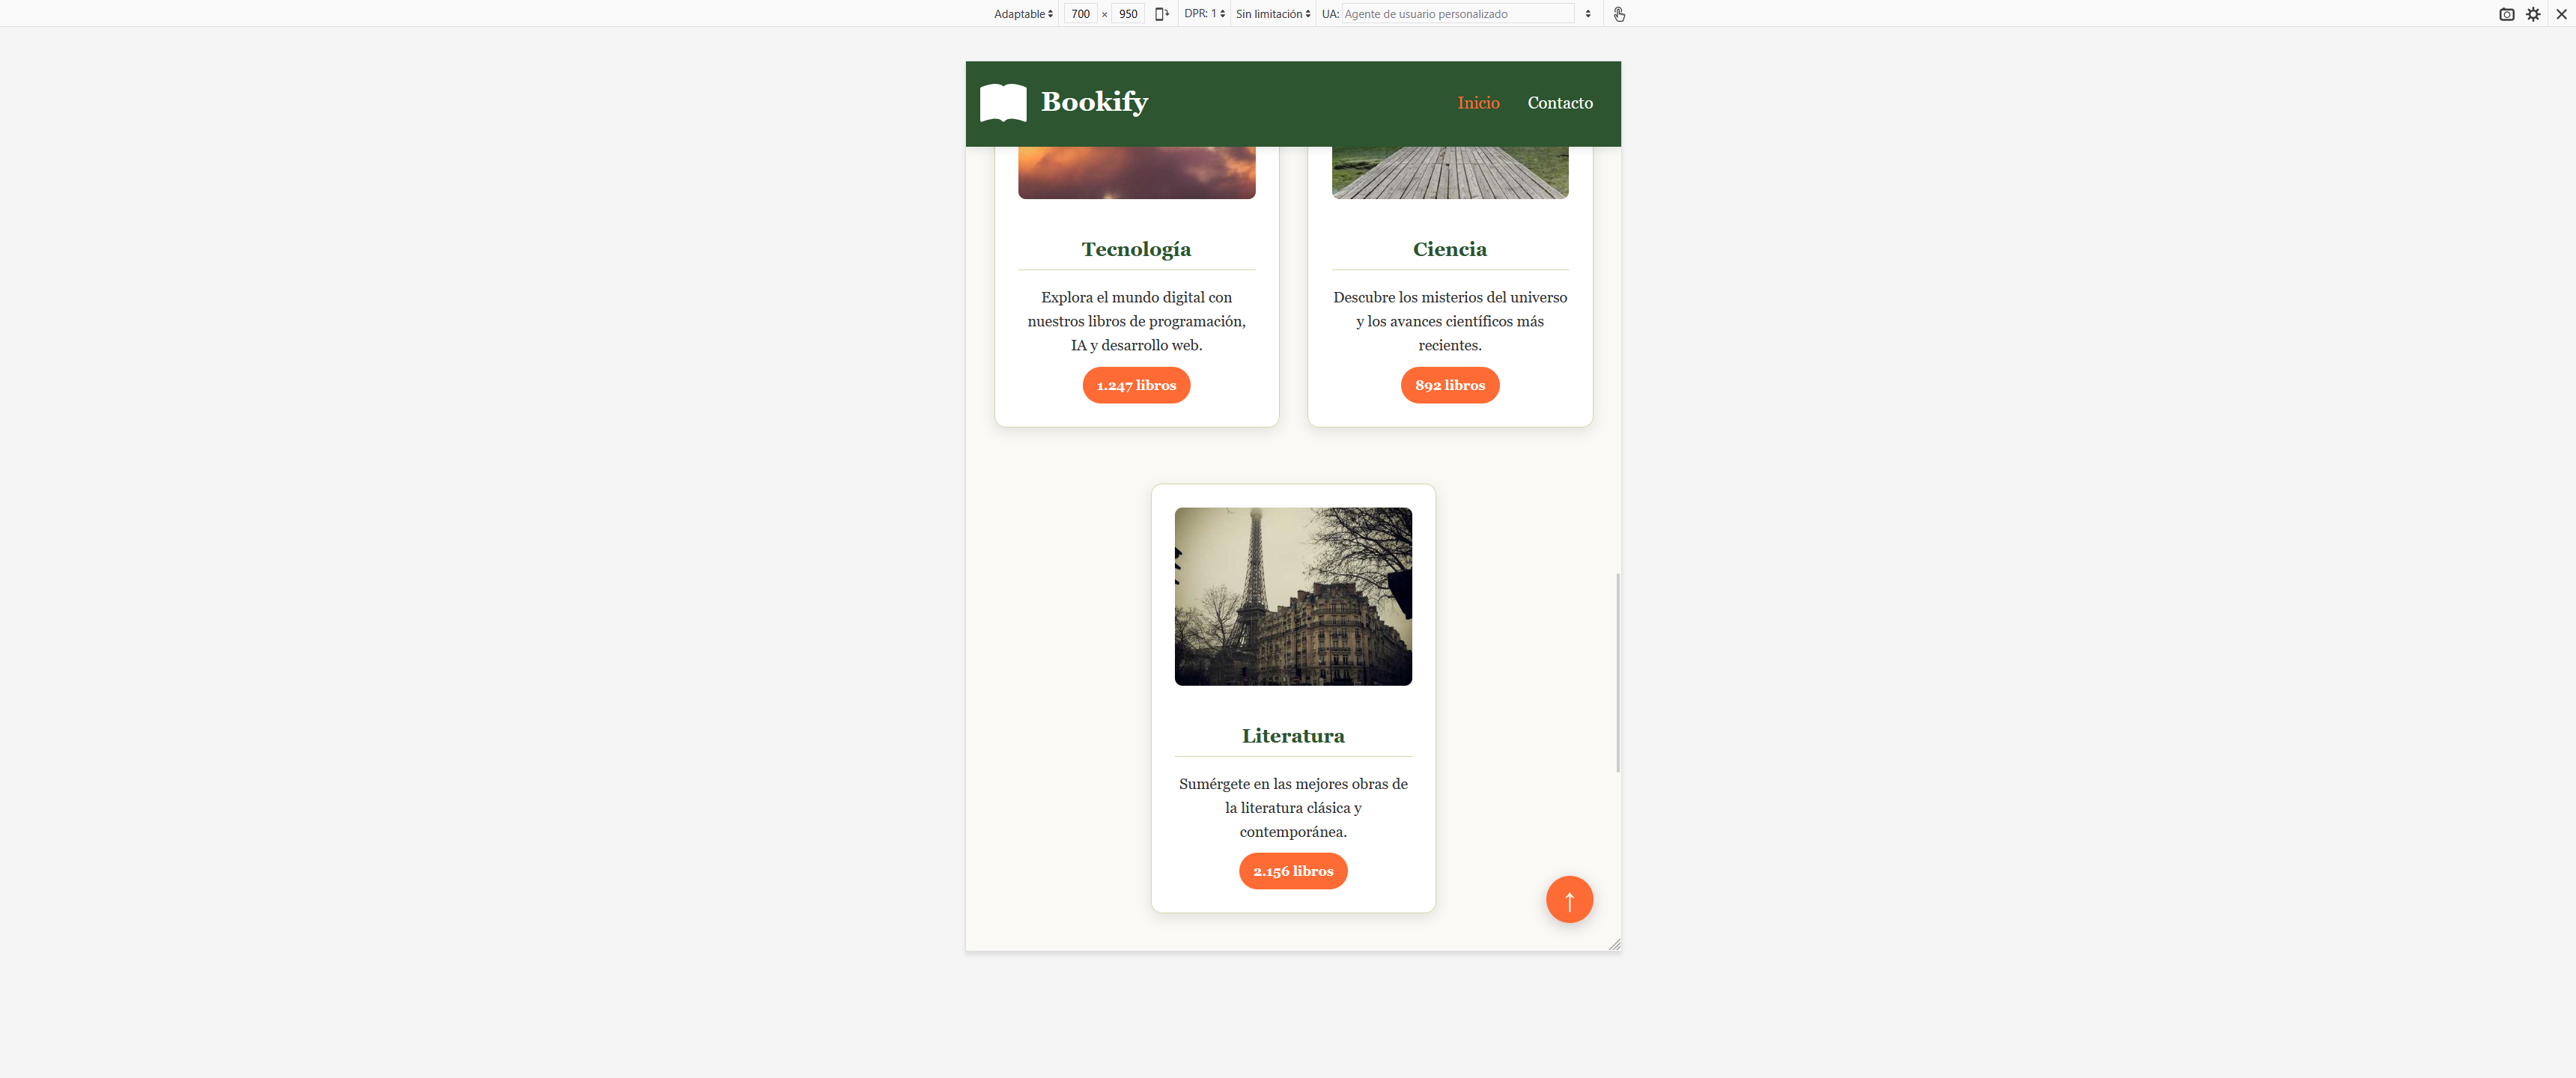 Adaptable 700 × 950 DPR: 1 Sin limitación UA: Agente de usuario personalizado
Bookify Inicio Contacto
Tecnología
Explora el mundo digital con
nuestros libros de programación,
IA y desarrollo web.
1.247 libros
Ciencia
Descubre los misterios del universo
y los avances científicos más
recientes.
892 libros
Literatura
Sumérgete en las mejores obras de
la literatura clásica y
contemporánea.
2.156 libros
↑